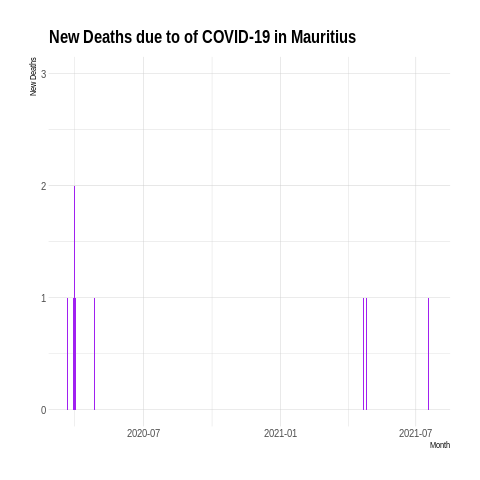 New Deaths due to of COVID-19 in Mauritius
New Deaths
3
2
1
0
2020-07
2021-01
2021-07
Month